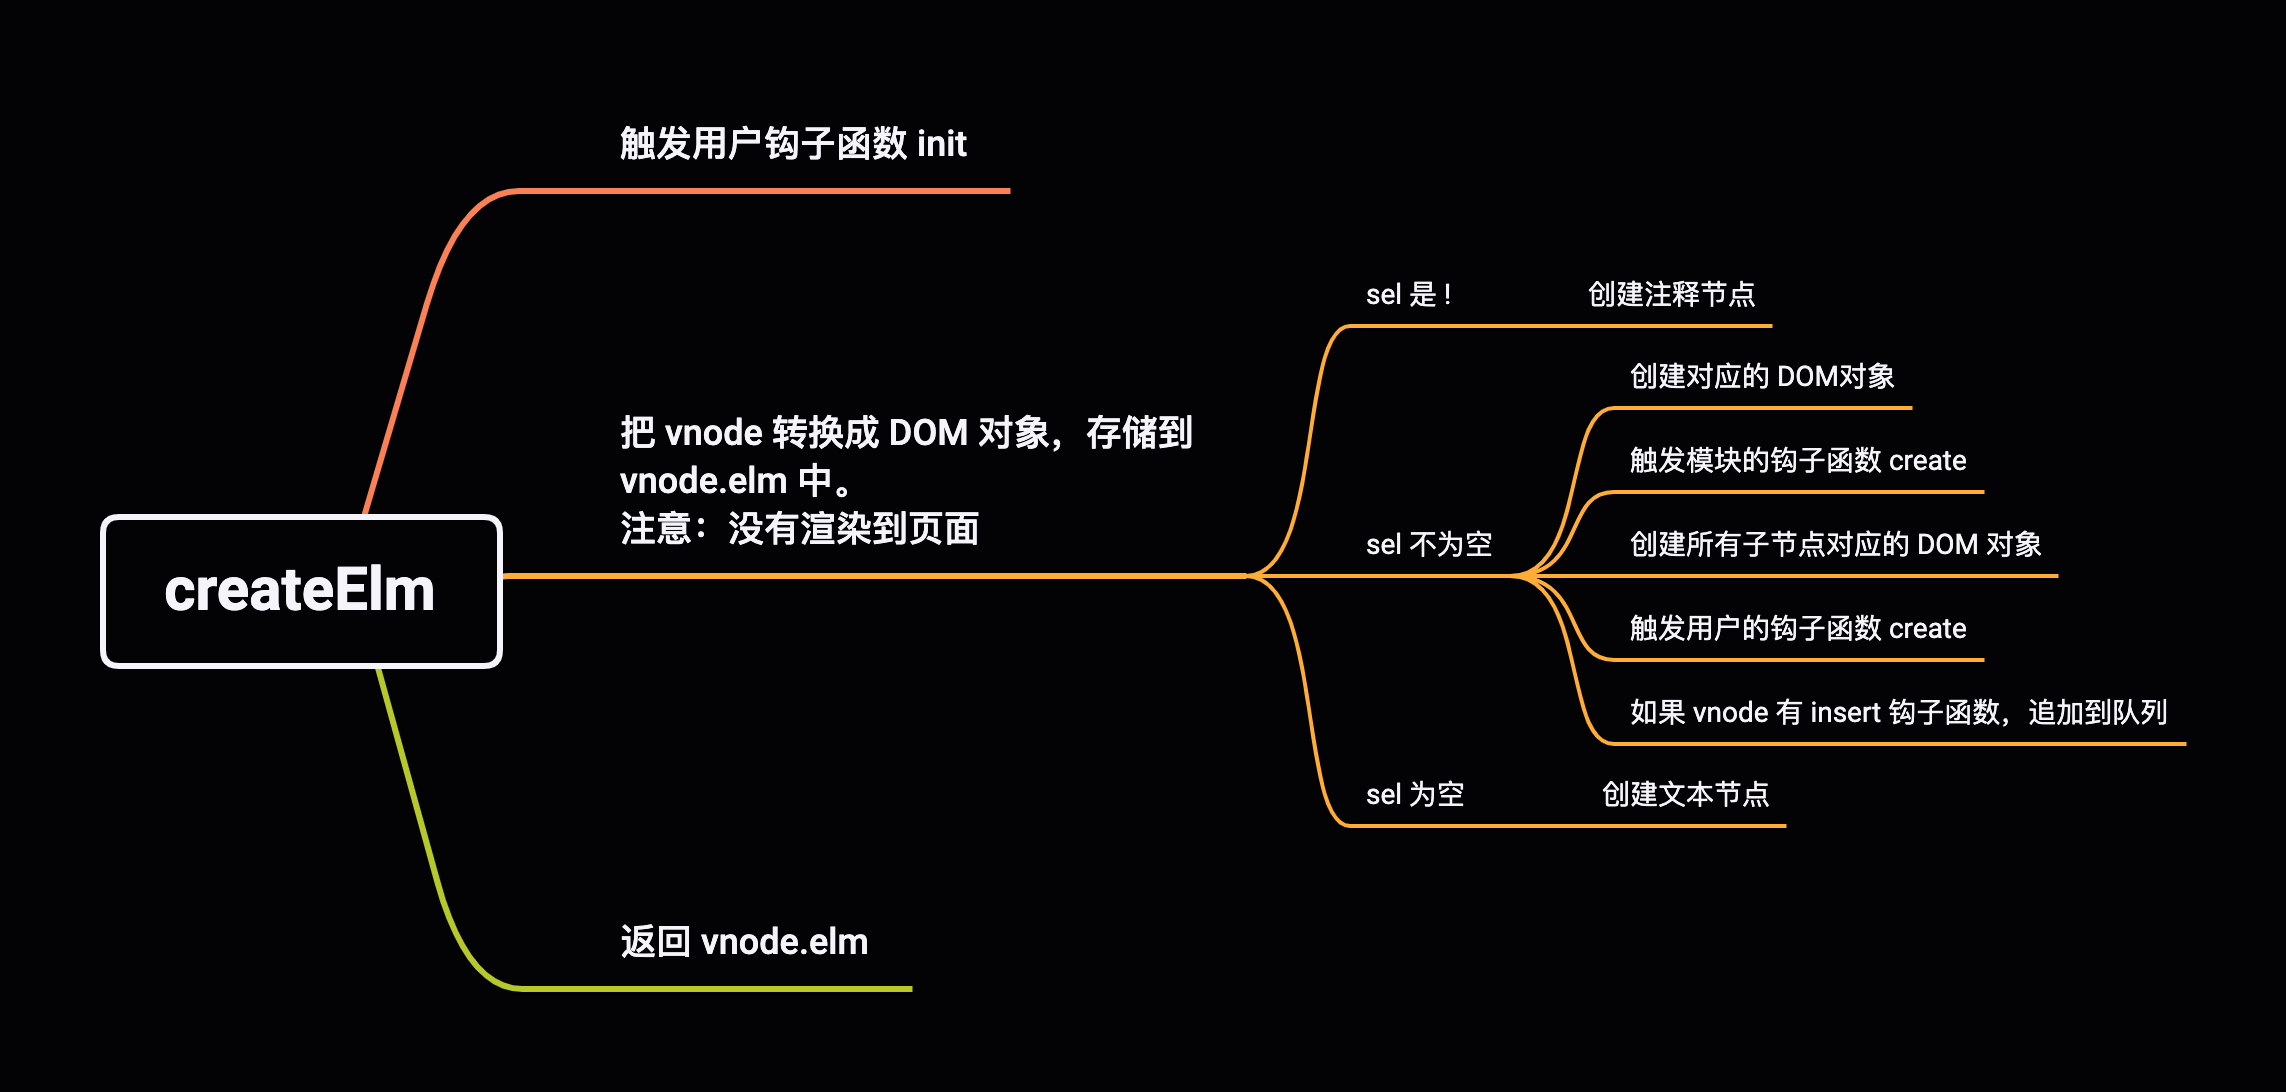 createElm
触发用户钩子函数 init
把 vnode 转换成 DOM 对象，存储到
vnode.elm 中。
注意：没有渲染到页面
sel 是 !
创建注释节点
sel 不为空
创建对应的 DOM对象
触发模块的钩子函数 create
创建所有子节点对应的 DOM 对象
触发用户的钩子函数 create
如果 vnode 有 insert 钩子函数，追加到队列
sel 为空
创建文本节点
返回 vnode.elm